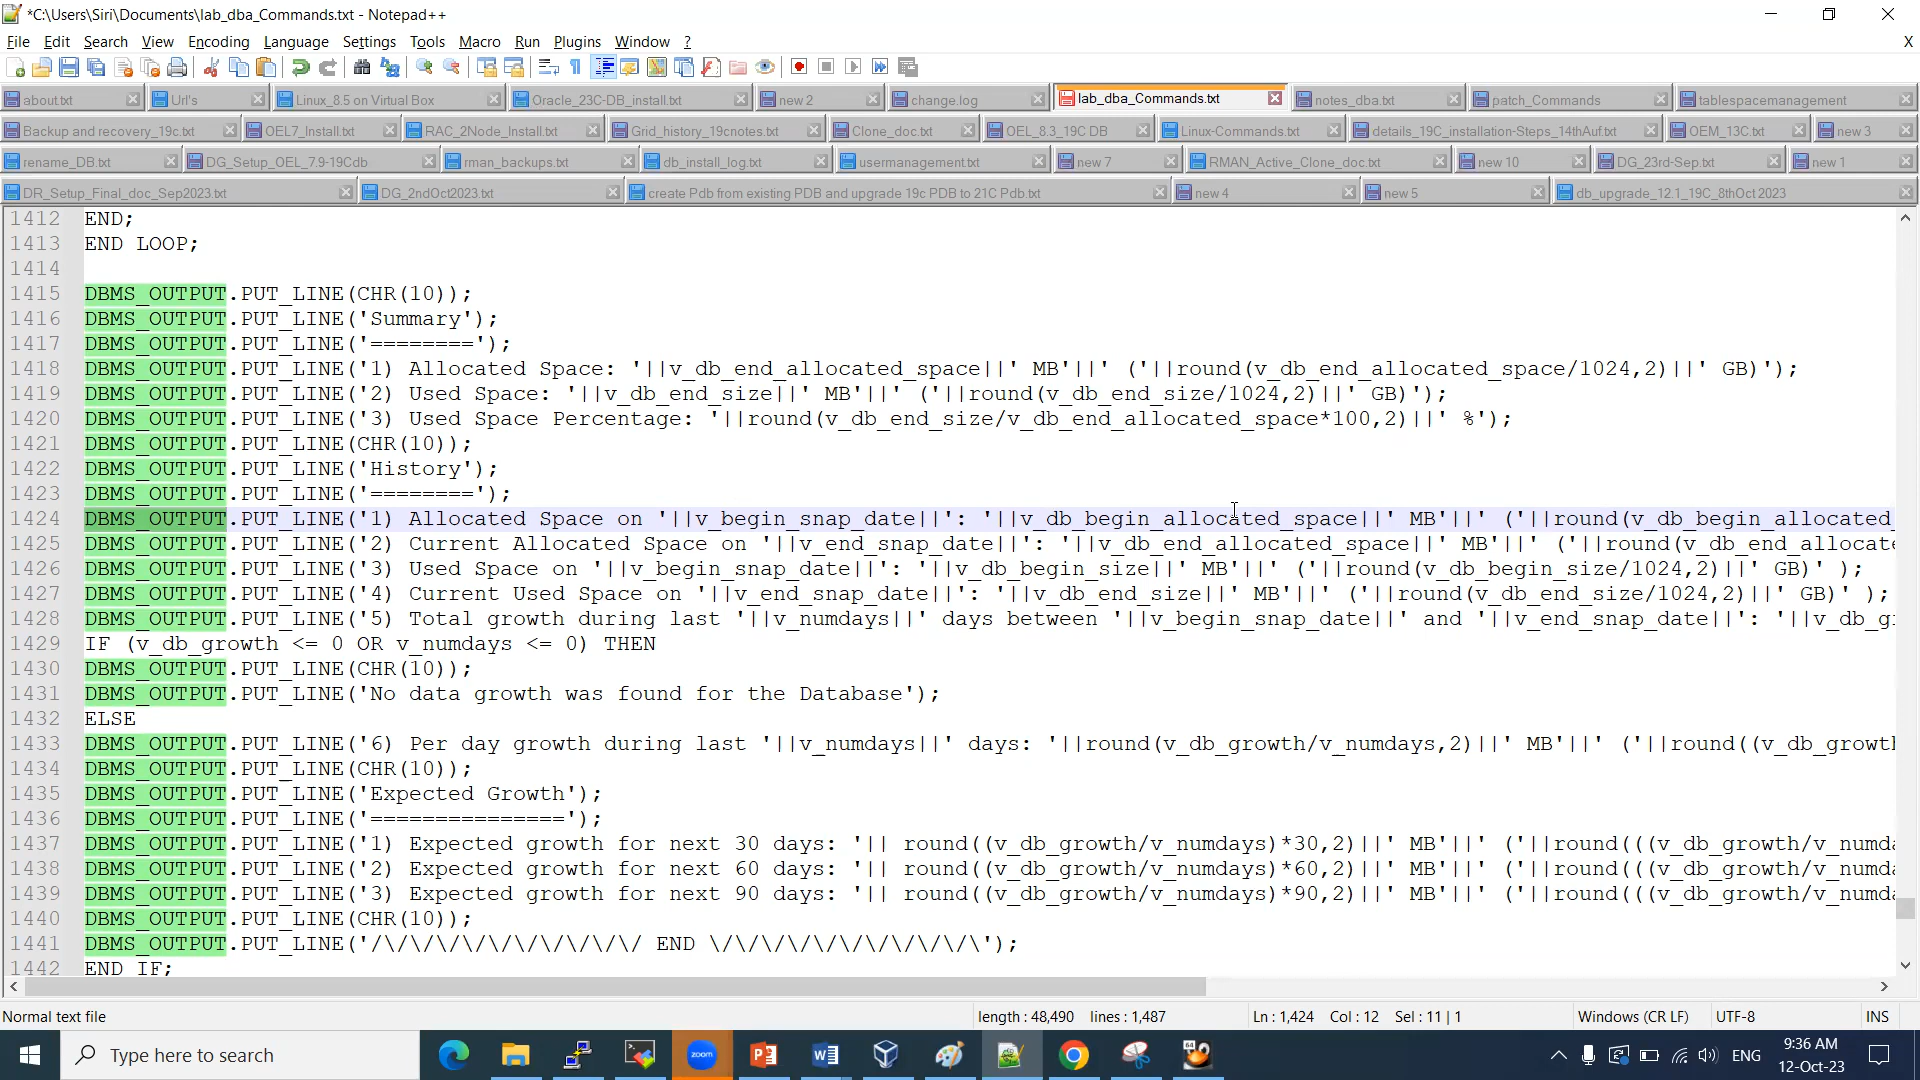 *C:\Users\Siri\Documents\lab_dba_Commands.txt - Notepad++
File Edit Search View Encoding Language Settings Tools Macro Run Plugins Window ? X
about.txt Url's Linux_8.5 on Virtual Box Oracle_23C-DB_install.txt new 2 change.log lab_dba_Commands.txt notes_dba.txt patch_Commands tablespacemanagement
Backup and recovery_19c.txt OEL7_Install.txt RAC_2Node_Install.txt Grid_history_19cnotes.txt Clone_doc.txt OEL_8.3_19C DB Linux-Commands.txt details_19C_installation-Steps_14thAuf.txt OEM_13C.txt new 3
rename_DB.txt DG_Setup_OEL_7.9-19Cdb rman_backups.txt db_install_log.txt usermanagement.txt new 7 RMAN_Active_Clone_doc.txt new 10 DG_23rd-Sep.txt new 1
DR_Setup_Final_doc_Sep2023.txt DG_2ndOct2023.txt create Pdb from existing PDB and upgrade 19c PDB to 21C Pdb.txt new 4 new 5 db_upgrade_12.1_19C_8thOct2023
1412 END;
1413 END LOOP;
1414
1415 DBMS_OUTPUT.PUT_LINE(CHR(10));
1416 DBMS_OUTPUT.PUT_LINE('Summary');
1417 DBMS_OUTPUT.PUT_LINE('========');
1418 DBMS_OUTPUT.PUT_LINE('1) Allocated Space: '||v_db_end_allocated_space||' MB'||' ('||round(v_db_end_allocated_space/1024,2)||' GB)');
1419 DBMS_OUTPUT.PUT_LINE('2) Used Space: '||v_db_end_size||' MB'||' ('||round(v_db_end_size/1024,2)||' GB)');
1420 DBMS_OUTPUT.PUT_LINE('3) Used Space Percentage: '||round(v_db_end_size/v_db_end_allocated_space*100,2)||' %');
1421 DBMS_OUTPUT.PUT_LINE(CHR(10));
1422 DBMS_OUTPUT.PUT_LINE('History');
1423 DBMS_OUTPUT.PUT_LINE('========');
1424 DBMS_OUTPUT.PUT_LINE('1) Allocated Space on '||v_begin_snap_date||': '||v_db_begin_allocated_space||' MB'||' ('||round(v_db_begin_allocated
1425 DBMS_OUTPUT.PUT_LINE('2) Current Allocated Space on '||v_end_snap_date||': '||v_db_end_allocated_space||' MB'||' ('||round(v_db_end_allocate
1426 DBMS_OUTPUT.PUT_LINE('3) Used Space on '||v_begin_snap_date||': '||v_db_begin_size||' MB'||' ('||round(v_db_begin_size/1024,2)||' GB)' );
1427 DBMS_OUTPUT.PUT_LINE('4) Current Used Space on '||v_end_snap_date||': '||v_db_end_size||' MB'||' ('||round(v_db_end_size/1024,2)||' GB)' );
1428 DBMS_OUTPUT.PUT_LINE('5) Total growth during last '||v_numdays||' days between '||v_begin_snap_date||' and '||v_end_snap_date||': '||v_db_g
1429 IF (v_db_growth <= 0 OR v_numdays <= 0) THEN
1430 DBMS_OUTPUT.PUT_LINE(CHR(10));
1431 DBMS_OUTPUT.PUT_LINE('No data growth was found for the Database');
1432 ELSE
1433 DBMS_OUTPUT.PUT_LINE('6) Per day growth during last '||v_numdays||' days: '||round(v_db_growth/v_numdays,2)||' MB'||' ('||round((v_db_growth
1434 DBMS_OUTPUT.PUT_LINE(CHR(10));
1435 DBMS_OUTPUT.PUT_LINE('Expected Growth');
1436 DBMS_OUTPUT.PUT_LINE('===============');
1437 DBMS_OUTPUT.PUT_LINE('1) Expected growth for next 30 days: '|| round((v_db_growth/v_numdays)*30,2)||' MB'||' ('||round(((v_db_growth/v_numda
1438 DBMS_OUTPUT.PUT_LINE('2) Expected growth for next 60 days: '|| round((v_db_growth/v_numdays)*60,2)||' MB'||' ('||round(((v_db_growth/v_numda
1439 DBMS_OUTPUT.PUT_LINE('3) Expected growth for next 90 days: '|| round((v_db_growth/v_numdays)*90,2)||' MB'||' ('||round(((v_db_growth/v_numda
1440 DBMS_OUTPUT.PUT_LINE(CHR(10));
1441 DBMS_OUTPUT.PUT_LINE('/\/\/\/\/\/\/\/\/\/\/ END \/\/\/\/\/\/\/\/\/\/\');
1442 END IF;
Normal text file length : 48,490 lines : 1,487 Ln : 1,424 Col : 12 Sel : 11 | 1 Windows (CR LF) UTF-8 INS
Type here to search zoom 64 ENG 9:36 AM
12-Oct-23